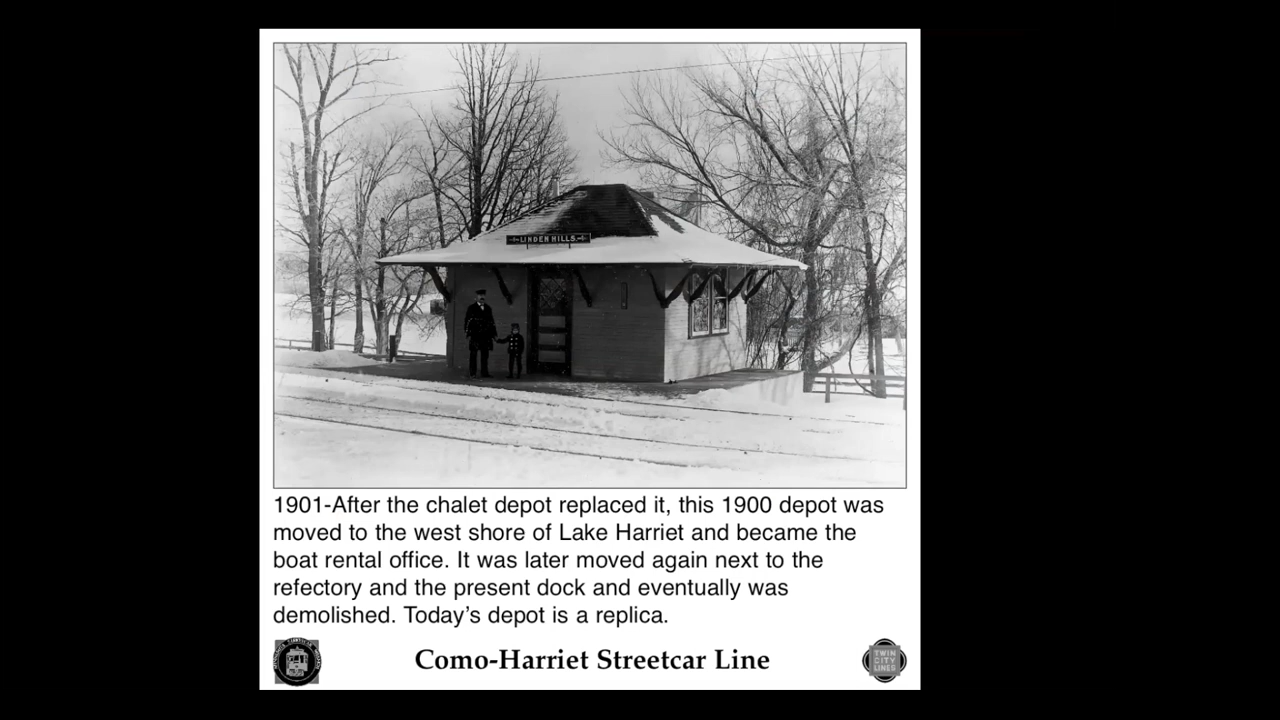 LINDEN HILLS
1901-After the chalet depot replaced it, this 1900 depot was
moved to the west shore of Lake Harriet and became the
boat rental office. It was later moved again next to the
refectory and the present dock and eventually was
demolished. Today’s depot is a replica.
Como-Harriet Streetcar Line
TWIN
CITY
LINES